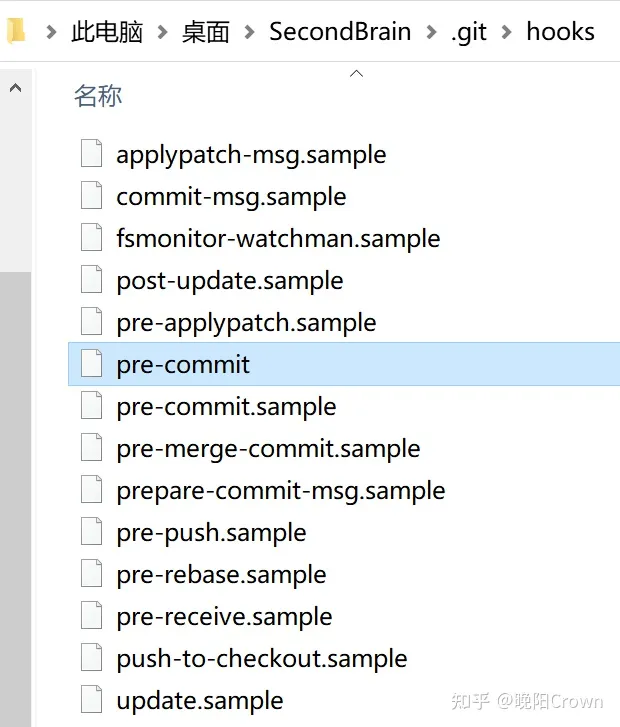 此电脑 > 桌面 > SecondBrain > .git > hooks
名称
applypatch-msg.sample
commit-msg.sample
fsmonitor-watchman.sample
post-update.sample
pre-applypatch.sample
pre-commit
pre-commit.sample
pre-merge-commit.sample
prepare-commit-msg.sample
pre-push.sample
pre-rebase.sample
pre-receive.sample
push-to-checkout.sample
update.sample
知乎 @晚阳Crown